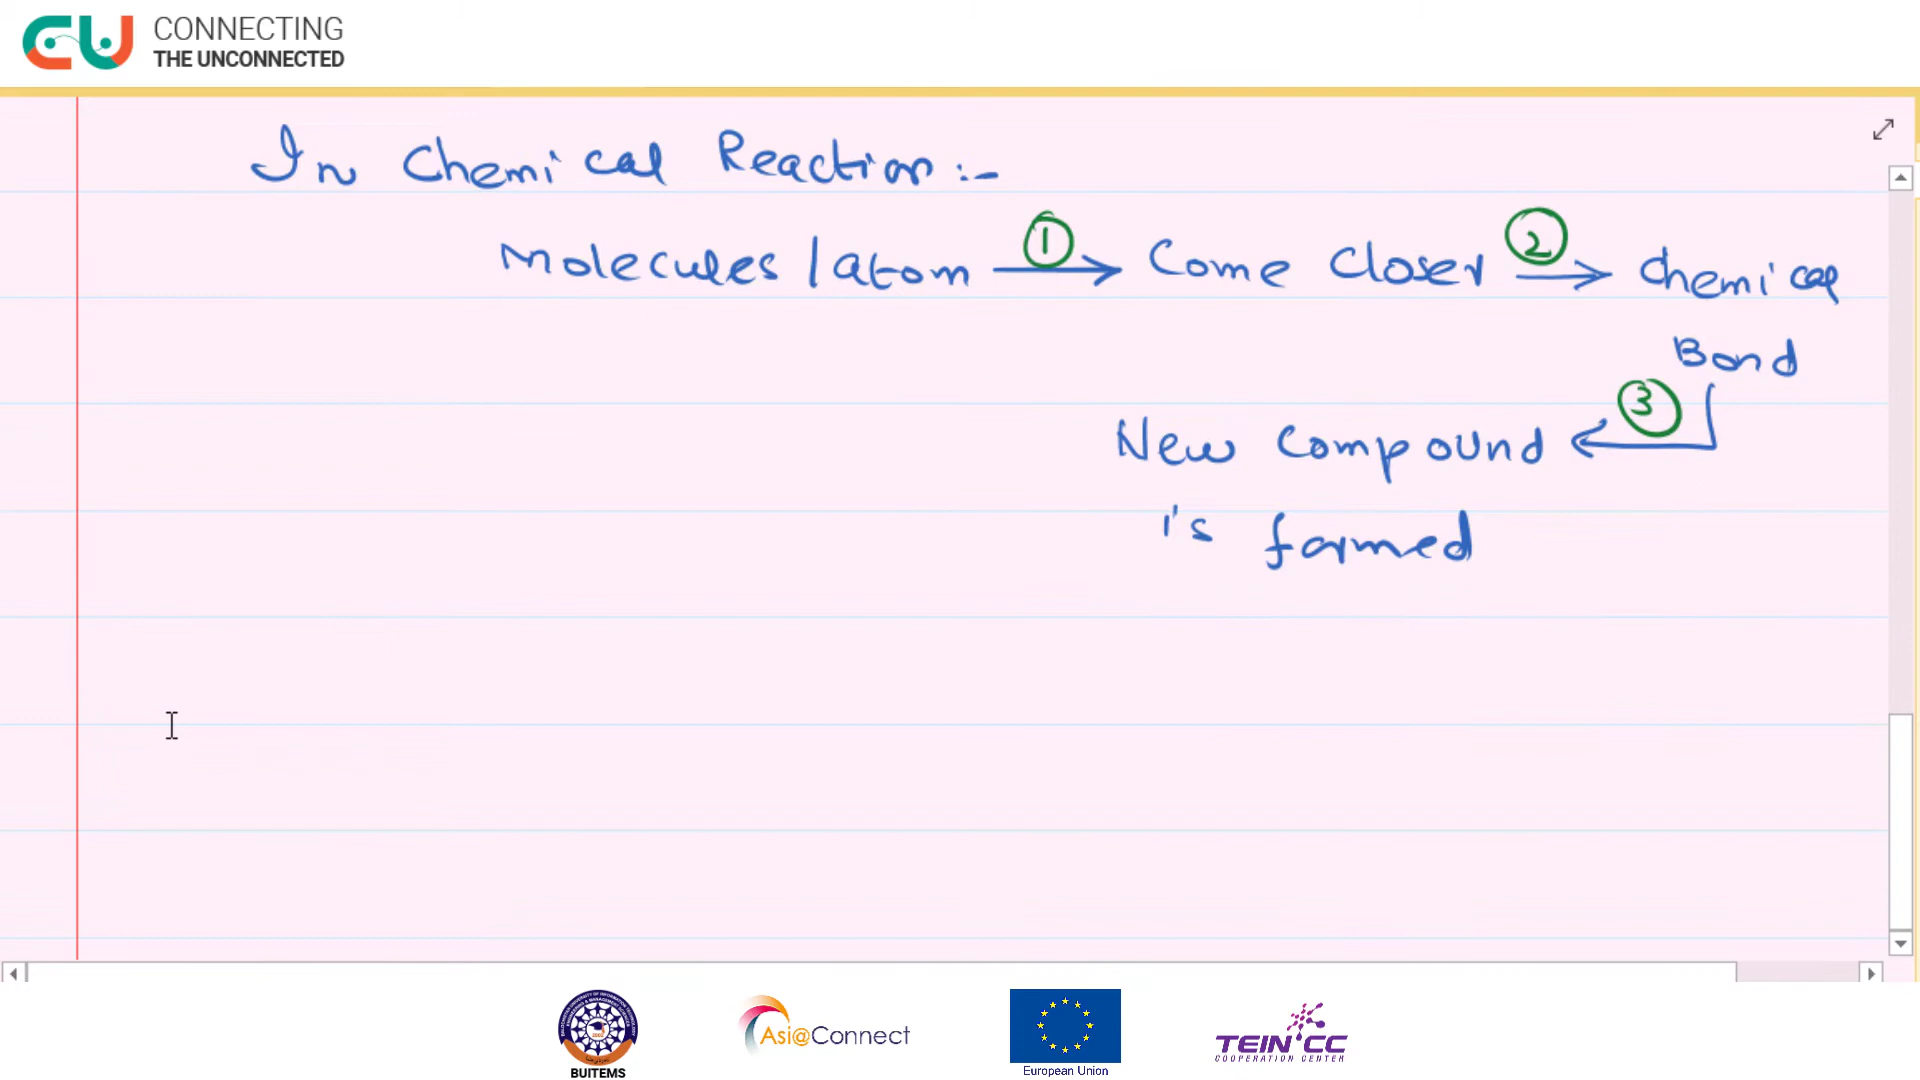 CONNECTING
THE UNCONNECTED
In Chemical Reaction :-
Molecules / atom ① → Come closer ② → chemical
Bond
③
New compound ←
is formed
BUITEMS
Asi@Connect
European Union
TEIN*CC
COOPERATION CENTER